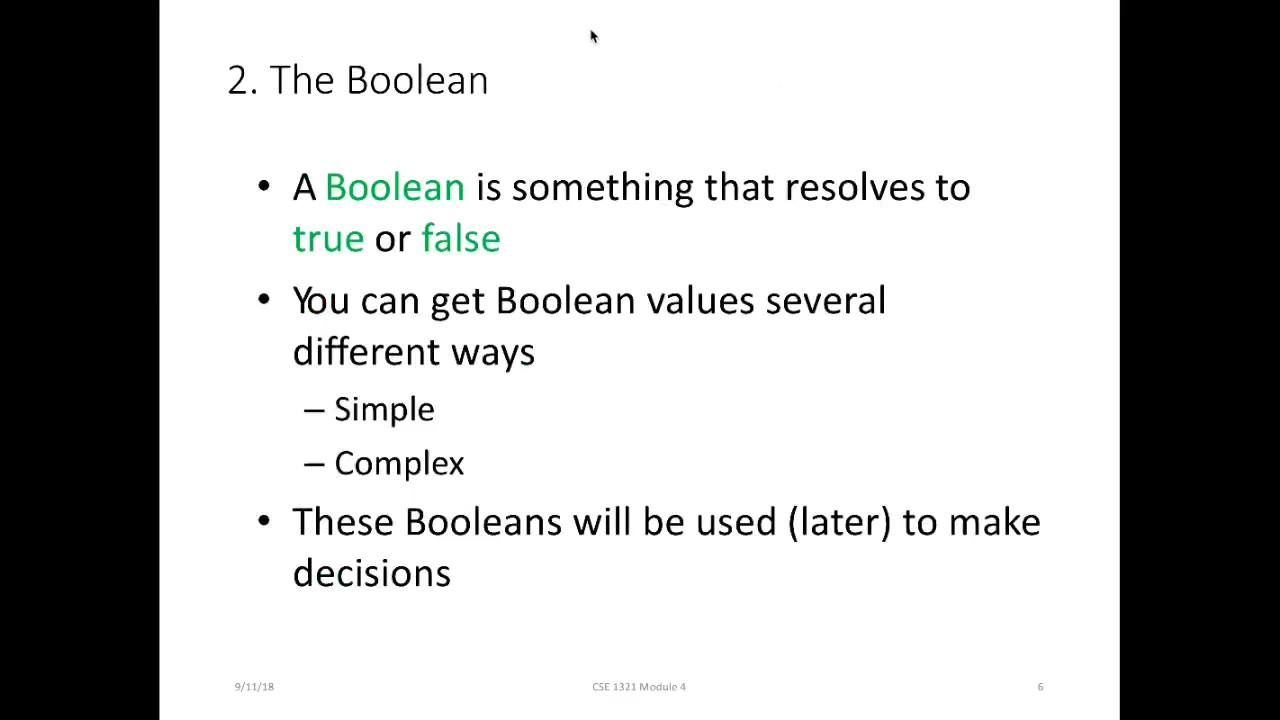 2. The Boolean
• A Boolean is something that resolves to
true or false
• You can get Boolean values several
different ways
– Simple
– Complex
• These Booleans will be used (later) to make
decisions
9/11/18
CSE 1321 Module 4
6